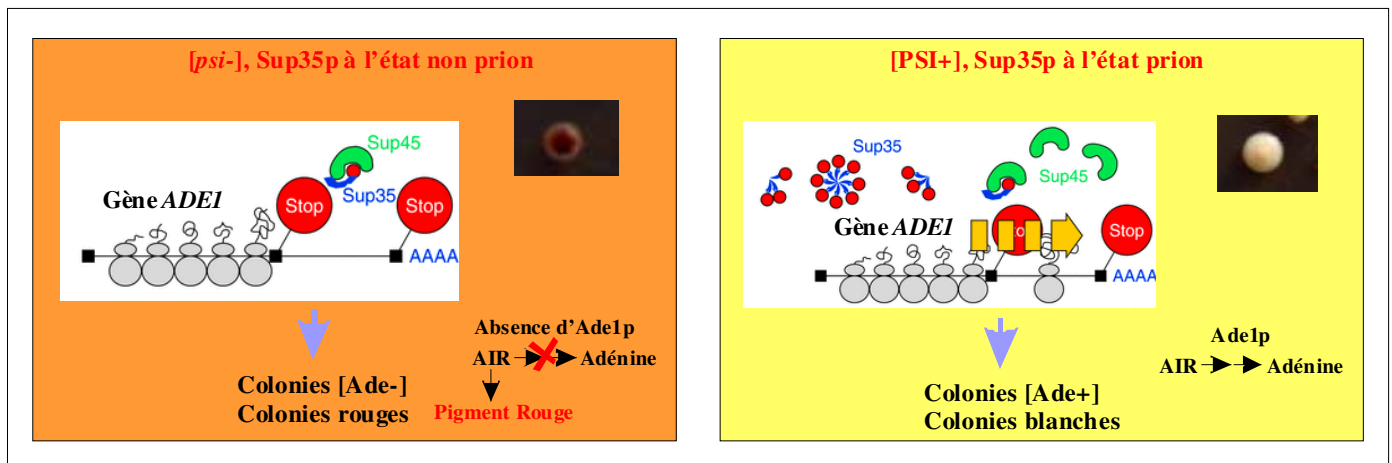 [psi-], Sup35p à l'état non prion
Sup45
Sup35
Gène ADE1
Stop
Stop
AAAA
Absence d'Ade1p
AIR
Adénine
Pigment Rouge
Colonies [Ade-]
Colonies rouges
[PSI+], Sup35p à l'état prion
Sup35
Sup45
Gène ADE1
Stop
Stop
AAAA
Ade1p
AIR
Adénine
Colonies [Ade+]
Colonies blanches